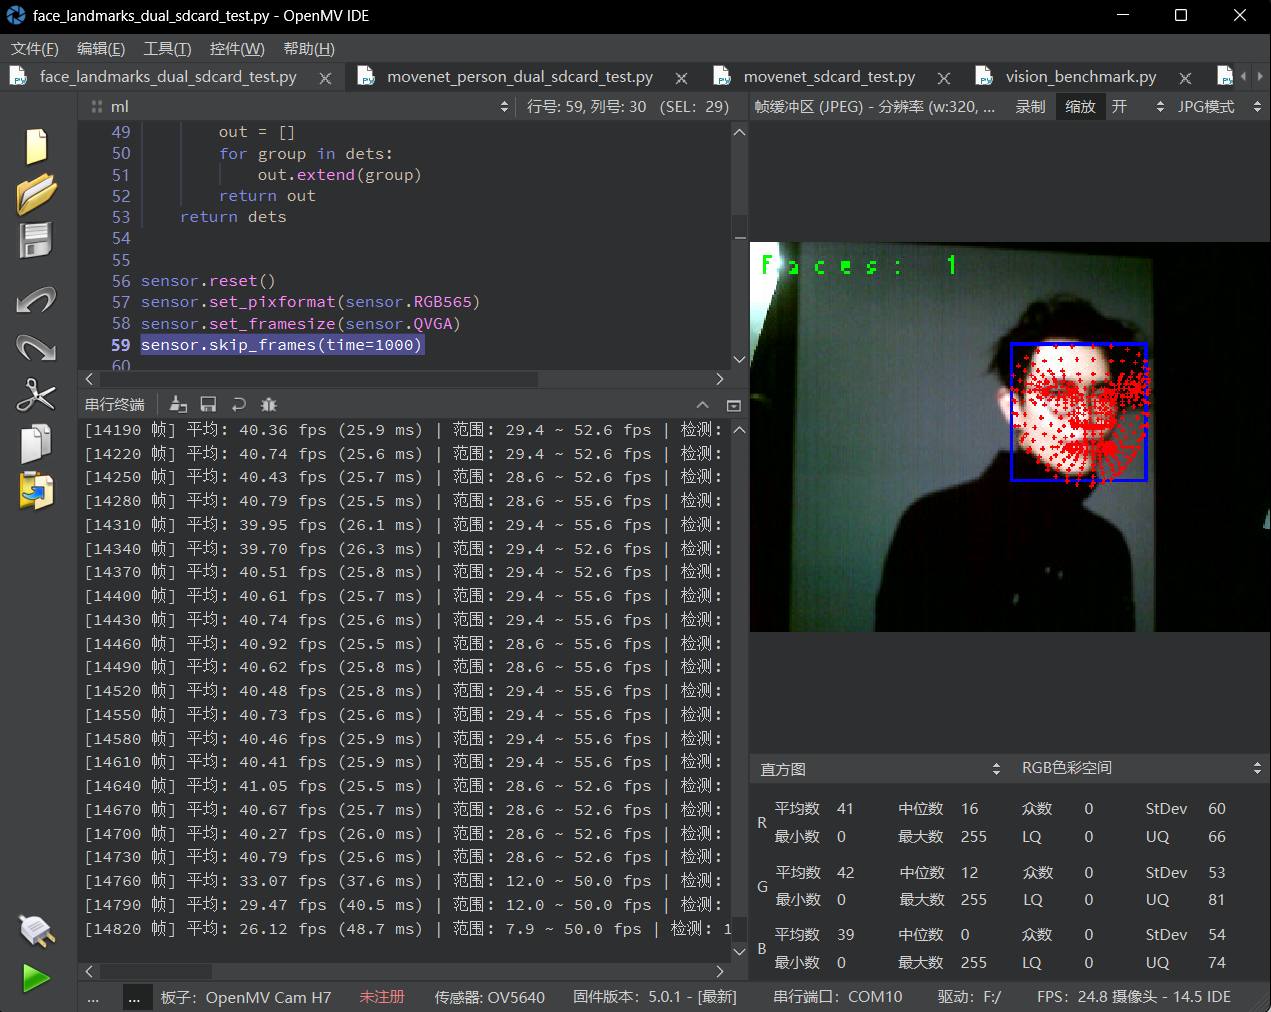 face_landmarks_dual_sdcard_test.py - OpenMV IDE
文件(F) 编辑(E) 工具(T) 控件(W) 帮助(H)
face_landmarks_dual_sdcard_test.py movenet_person_dual_sdcard_test.py movenet_sdcard_test.py vision_benchmark.py
ml 行号: 59, 列号: 30 (SEL: 29) 帧缓冲区 (JPEG) - 分辨率 (w:320, ... 录制 缩放 开 JPG模式
49 out = []
50 for group in dets:
51 out.extend(group)
52 return out
53 return dets
54
55
56 sensor.reset()
57 sensor.set_pixformat(sensor.RGB565)
58 sensor.set_framesize(sensor.QVGA)
59 sensor.skip_frames(time=1000)
60
Faces: 1
串行终端
[14190 帧] 平均: 40.36 fps (25.9 ms) | 范围: 29.4 ~ 52.6 fps | 检测:
[14220 帧] 平均: 40.74 fps (25.6 ms) | 范围: 29.4 ~ 52.6 fps | 检测:
[14250 帧] 平均: 40.43 fps (25.7 ms) | 范围: 28.6 ~ 52.6 fps | 检测:
[14280 帧] 平均: 40.79 fps (25.5 ms) | 范围: 28.6 ~ 55.6 fps | 检测:
[14310 帧] 平均: 39.95 fps (26.1 ms) | 范围: 29.4 ~ 55.6 fps | 检测:
[14340 帧] 平均: 39.70 fps (26.3 ms) | 范围: 29.4 ~ 52.6 fps | 检测:
[14370 帧] 平均: 40.51 fps (25.8 ms) | 范围: 29.4 ~ 52.6 fps | 检测:
[14400 帧] 平均: 40.61 fps (25.7 ms) | 范围: 29.4 ~ 55.6 fps | 检测:
[14430 帧] 平均: 40.74 fps (25.6 ms) | 范围: 29.4 ~ 55.6 fps | 检测:
[14460 帧] 平均: 40.92 fps (25.5 ms) | 范围: 28.6 ~ 55.6 fps | 检测:
[14490 帧] 平均: 40.62 fps (25.8 ms) | 范围: 28.6 ~ 55.6 fps | 检测:
[14520 帧] 平均: 40.48 fps (25.8 ms) | 范围: 29.4 ~ 55.6 fps | 检测:
[14550 帧] 平均: 40.73 fps (25.6 ms) | 范围: 29.4 ~ 55.6 fps | 检测:
[14580 帧] 平均: 40.46 fps (25.9 ms) | 范围: 29.4 ~ 55.6 fps | 检测:
[14610 帧] 平均: 40.41 fps (25.9 ms) | 范围: 29.4 ~ 55.6 fps | 检测:
[14640 帧] 平均: 41.05 fps (25.5 ms) | 范围: 28.6 ~ 52.6 fps | 检测:
[14670 帧] 平均: 40.67 fps (25.7 ms) | 范围: 28.6 ~ 52.6 fps | 检测:
[14700 帧] 平均: 40.27 fps (26.0 ms) | 范围: 28.6 ~ 52.6 fps | 检测:
[14730 帧] 平均: 40.79 fps (25.6 ms) | 范围: 28.6 ~ 52.6 fps | 检测:
[14760 帧] 平均: 33.07 fps (37.6 ms) | 范围: 12.0 ~ 50.0 fps | 检测:
[14790 帧] 平均: 29.47 fps (40.5 ms) | 范围: 12.0 ~ 50.0 fps | 检测:
[14820 帧] 平均: 26.12 fps (48.7 ms) | 范围: 7.9 ~ 50.0 fps | 检测: 1
直方图 RGB色彩空间
R 平均数 41 中位数 16 众数 0 StDev 60
最小数 0 最大数 255 LQ 0 UQ 66
G 平均数 42 中位数 12 众数 0 StDev 53
最小数 0 最大数 255 LQ 0 UQ 81
B 平均数 39 中位数 0 众数 0 StDev 54
最小数 0 最大数 255 LQ 0 UQ 74
... ... 板子: OpenMV Cam H7 未注册 传感器: OV5640 固件版本: 5.0.1 - [最新] 串行端口: COM10 驱动: F:/ FPS: 24.8 摄像头 - 14.5 IDE